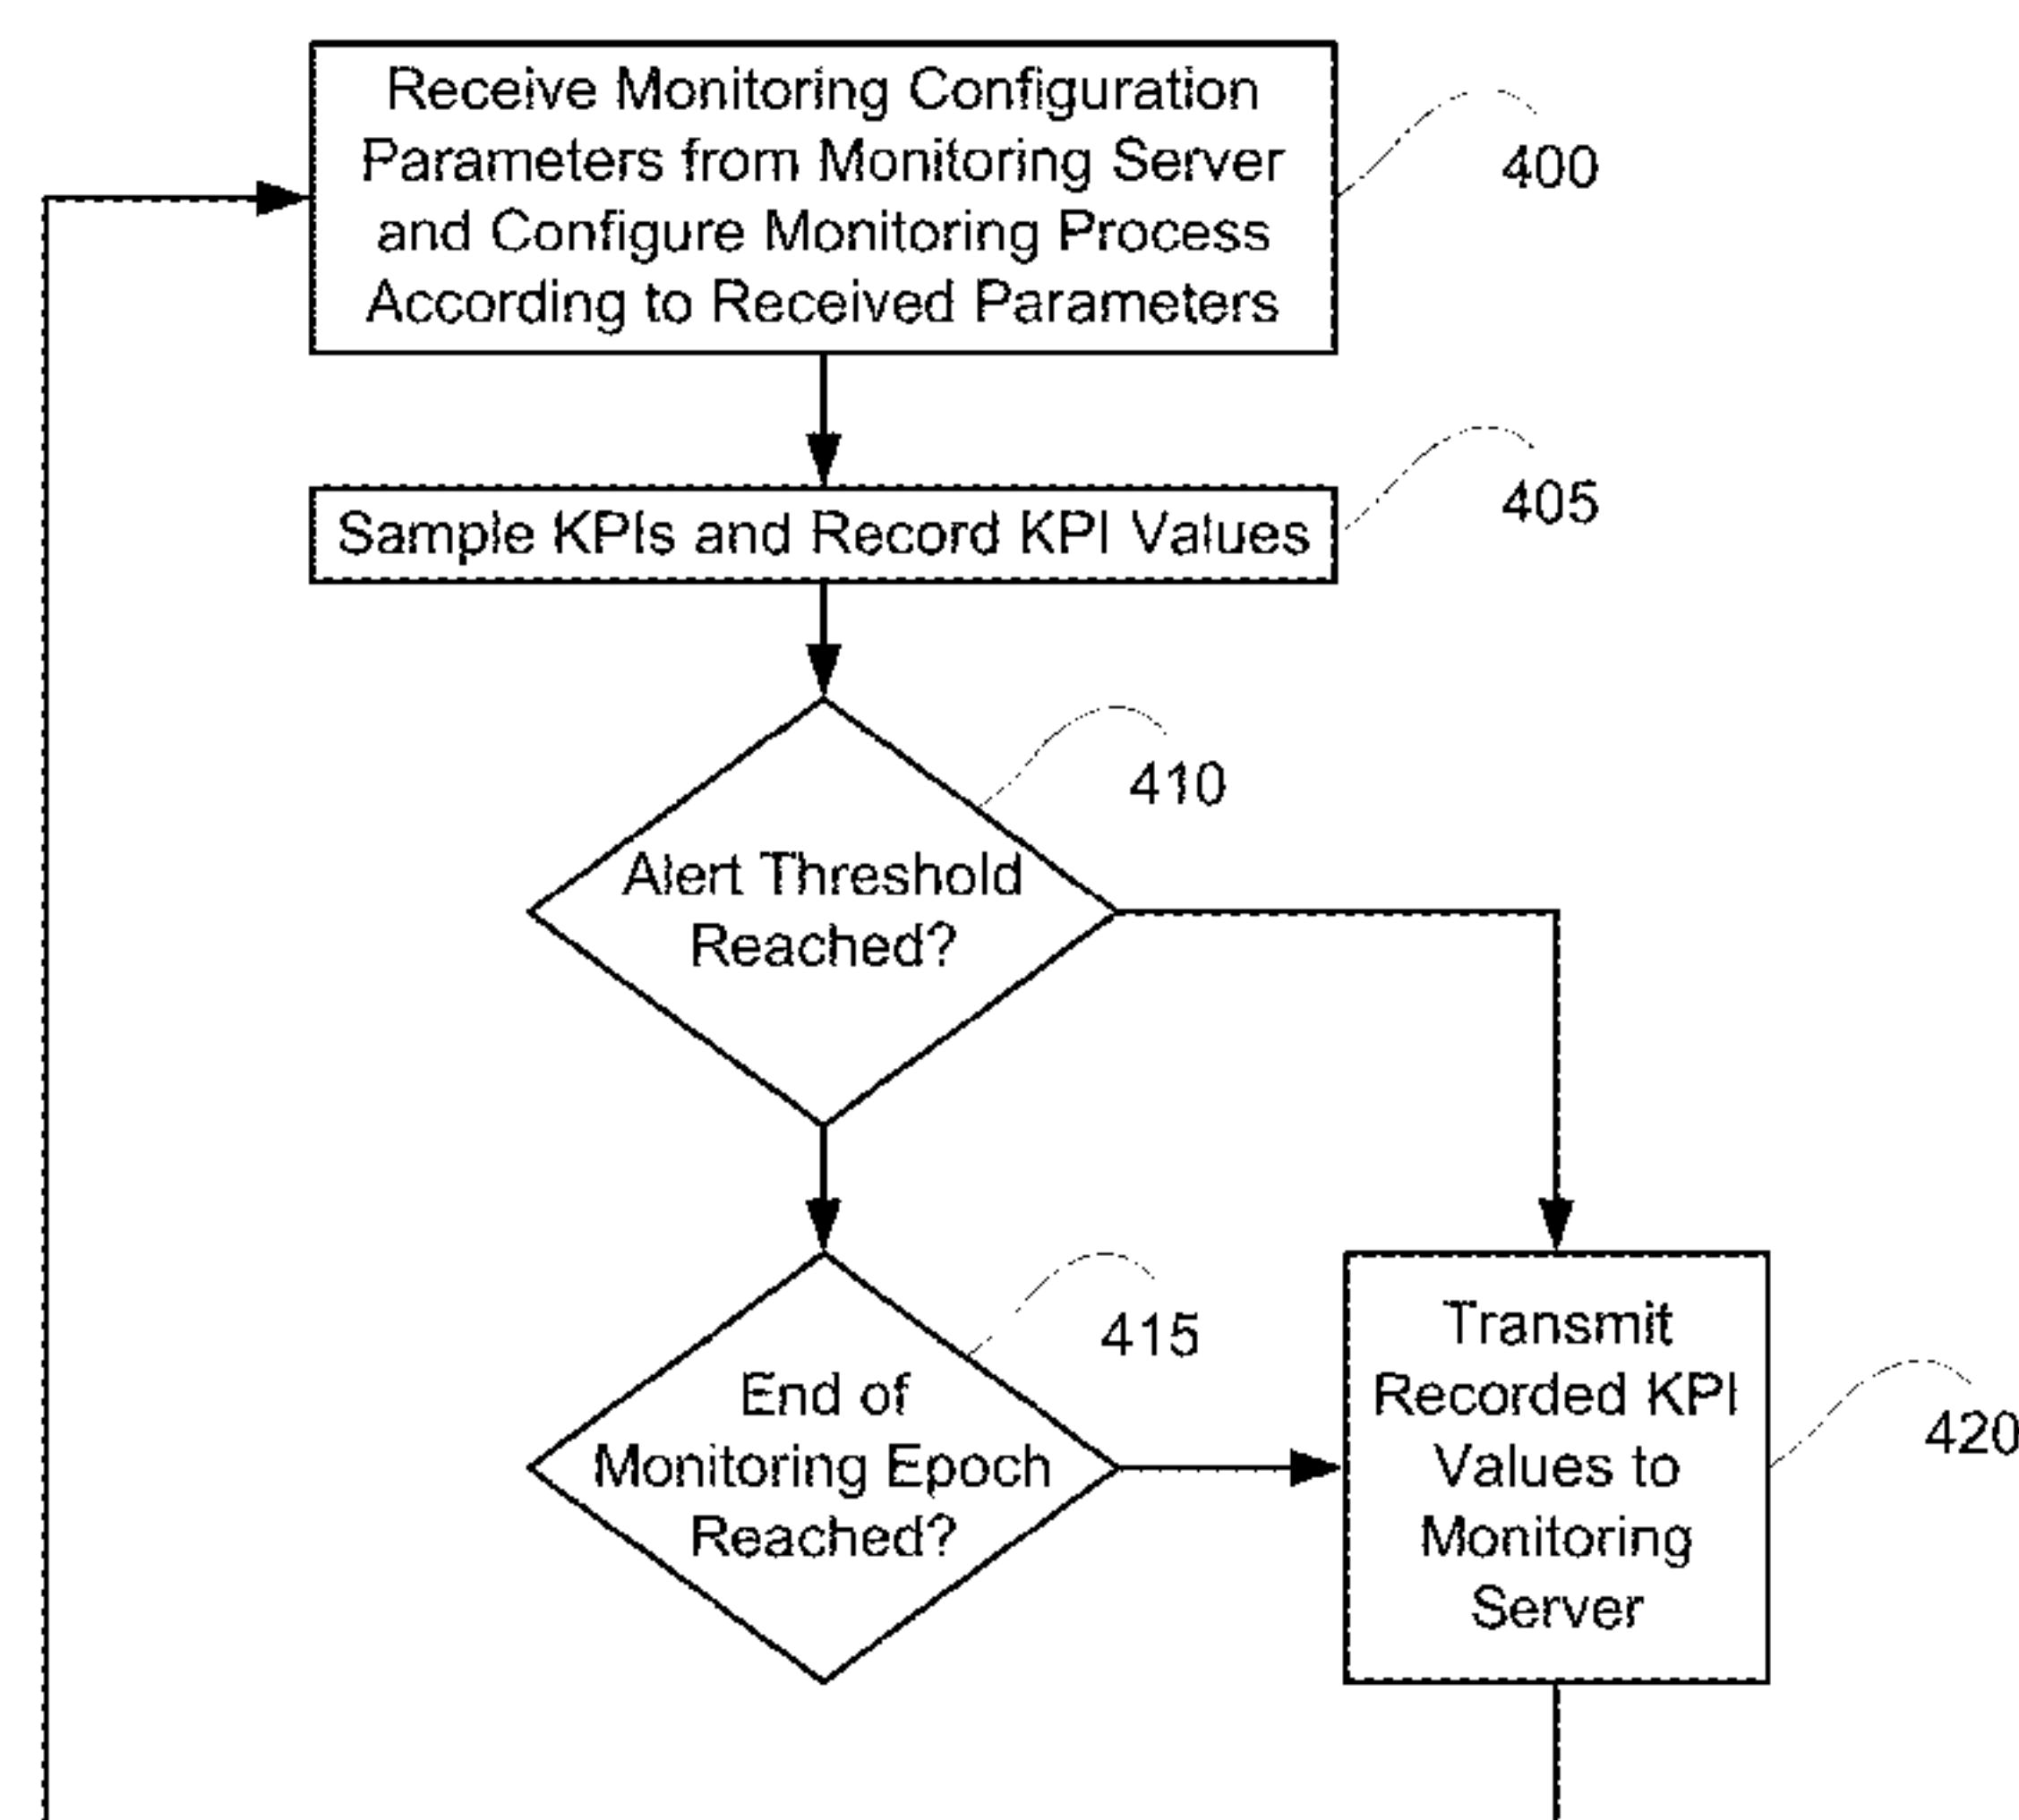 Receive Monitoring Configuration
Parameters from Monitoring Server
and Configure Monitoring Process
According to Received Parameters
400
Sample KPIs and Record KPI Values
405
410
Alert Threshold
Reached?
415
End of
Monitoring Epoch
Reached?
Transmit
Recorded KPI
Values to
Monitoring
Server
420